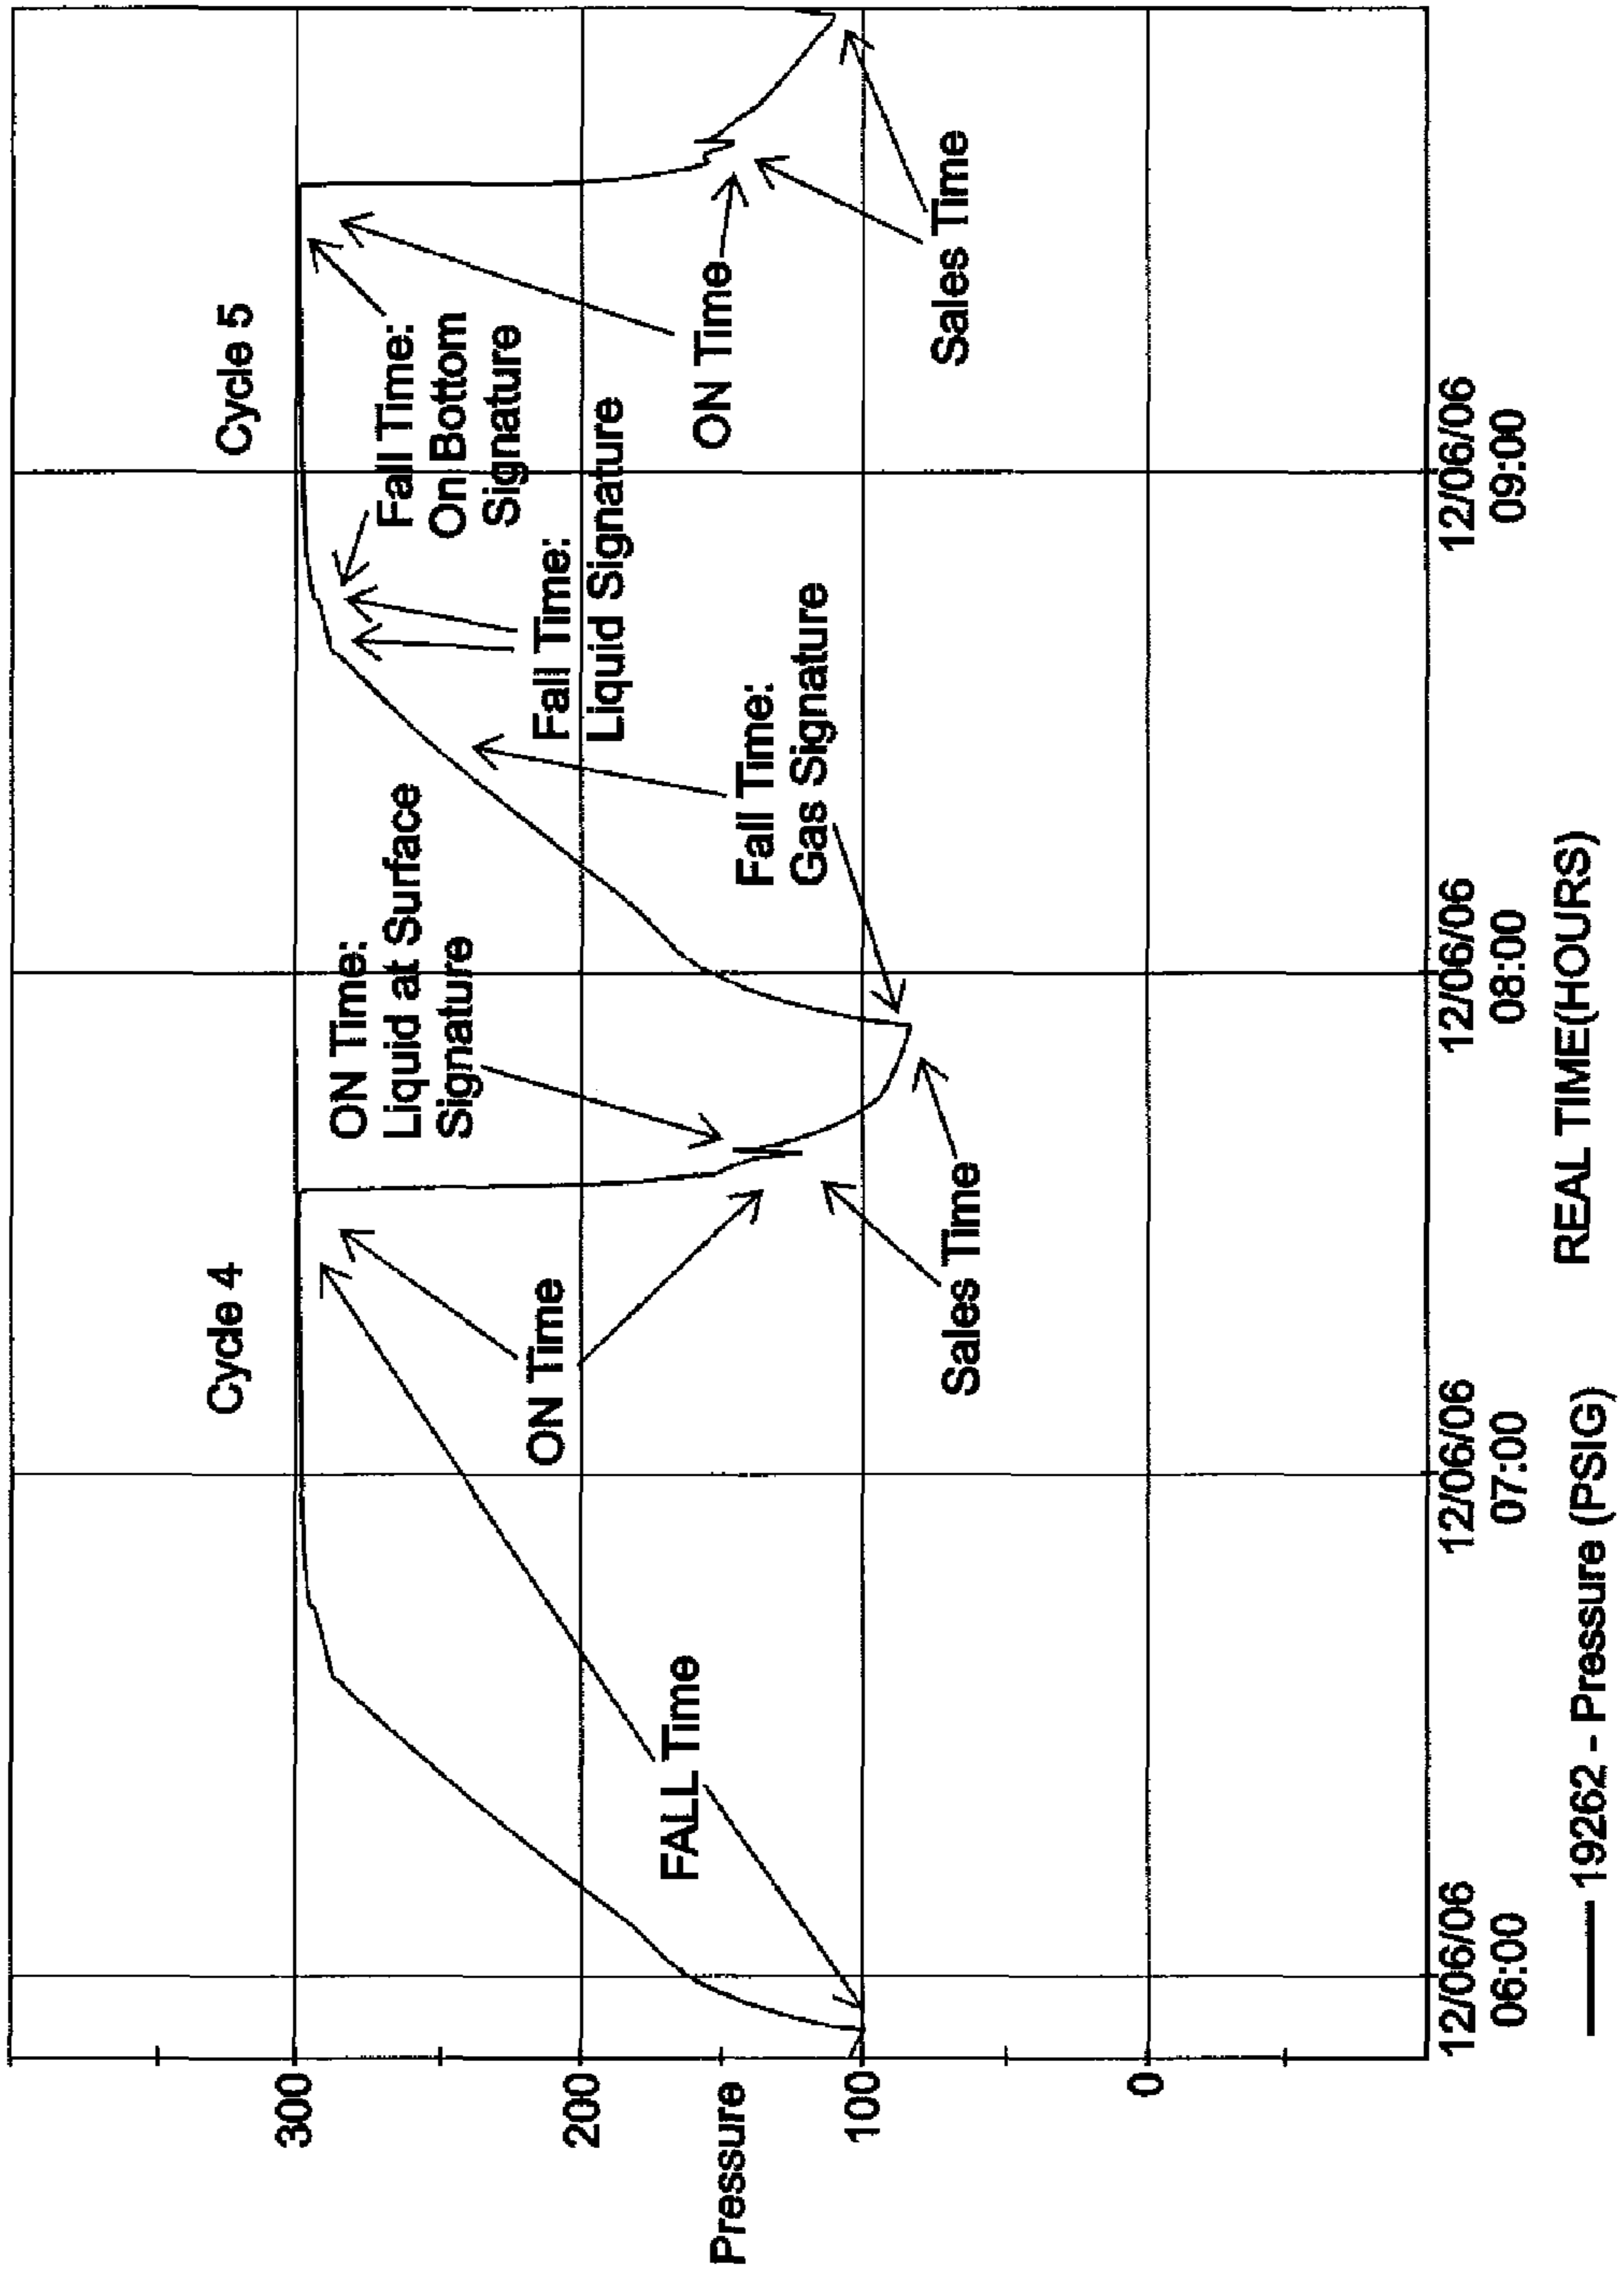 Cycle 4
Cycle 5
300
200
Pressure
100
0
FALL Time
ON Time
Sales Time
ON Time:
Liquid at Surface
Signature
Fall Time:
Gas Signature
Fall Time:
Liquid Signature
Fall Time:
On Bottom
Signature
ON Time
Sales Time
12/06/06
06:00
12/06/06
07:00
12/06/06
08:00
12/06/06
09:00
19262 - Pressure (PSIG)
REAL TIME(HOURS)